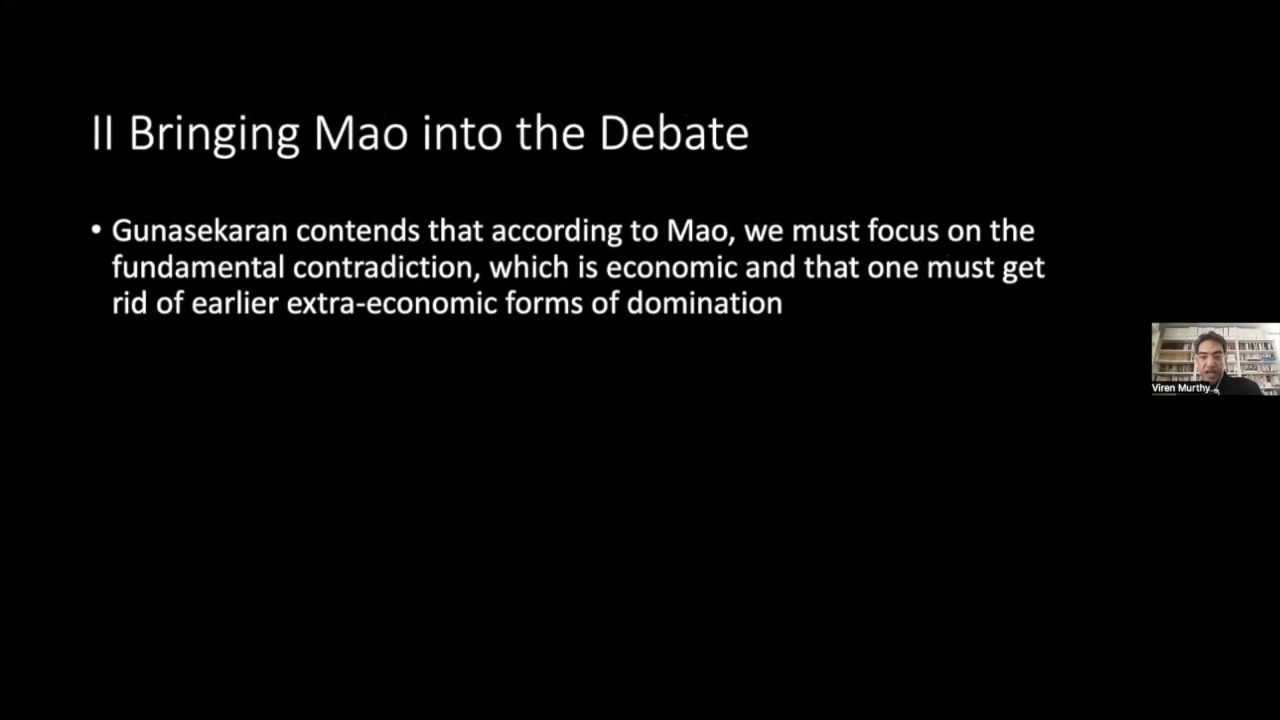 II Bringing Mao into the Debate
• Gunasekaran contends that according to Mao, we must focus on the
fundamental contradiction, which is economic and that one must get
rid of earlier extra-economic forms of domination
Viren Murthy